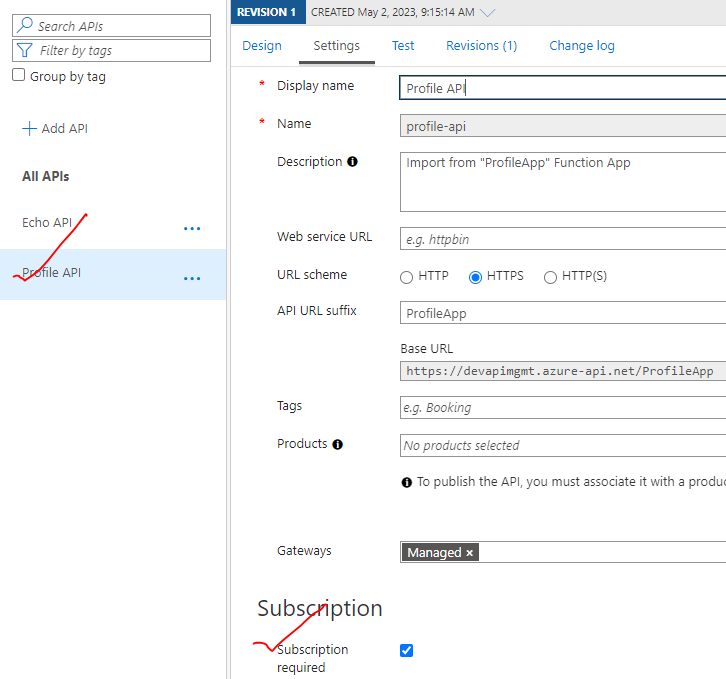 REVISION 1 CREATED May 2, 2023, 9:15:14 AM
Search APIs
Filter by tags
Group by tag
Add API
All APIs
Echo API ...
Profile API ...
Design Settings Test Revisions (1) Change log
* Display name Profile API
* Name profile-api
Description Import from "ProfileApp" Function App
Web service URL e.g. httpbin
URL scheme HTTP HTTPS HTTP(S)
API URL suffix ProfileApp
Base URL
https://devapimgmt.azure-api.net/ProfileApp
Tags e.g. Booking
Products No products selected
To publish the API, you must associate it with a produc
Gateways Managed ×
Subscription
Subscription
required